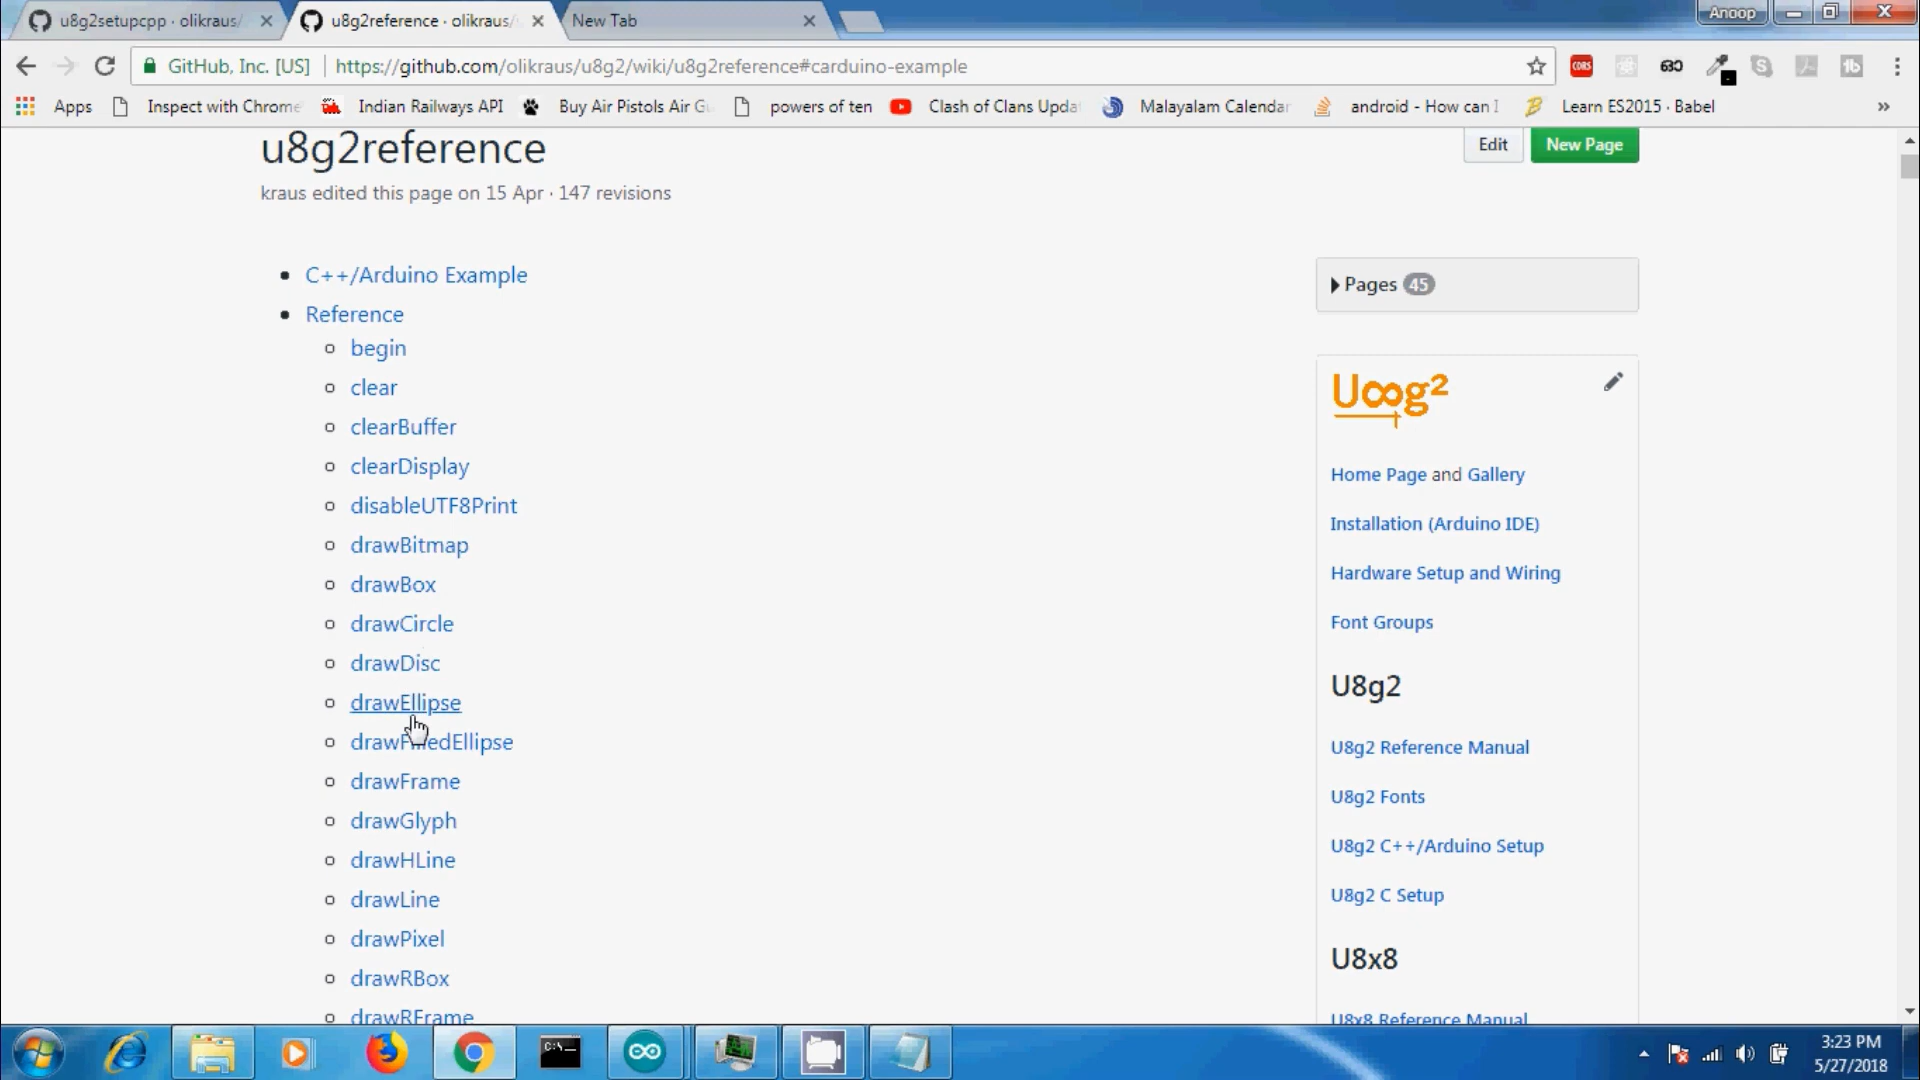 u8g2setupcpp · olikraus/
u8g2reference · olikraus/
New Tab
Anoop
GitHub, Inc. [US]
https://github.com/olikraus/u8g2/wiki/u8g2reference#carduino-example
Apps
Inspect with Chrome
Indian Railways API
Buy Air Pistols Air G
powers of ten
Clash of Clans Upda
Malayalam Calendar
android - How can I
Learn ES2015 · Babel
»
u8g2reference
Edit
New Page
kraus edited this page on 15 Apr · 147 revisions
C++/Arduino Example
Reference
begin
clear
clearBuffer
clearDisplay
disableUTF8Print
drawBitmap
drawBox
drawCircle
drawDisc
drawEllipse
drawFilledEllipse
drawFrame
drawGlyph
drawHLine
drawLine
drawPixel
drawRBox
drawRFrame
Pages 45
U8g2
Home Page and Gallery
Installation (Arduino IDE)
Hardware Setup and Wiring
Font Groups
U8g2
U8g2 Reference Manual
U8g2 Fonts
U8g2 C++/Arduino Setup
U8g2 C Setup
U8x8
U8x8 Reference Manual
3:23 PM
5/27/2018